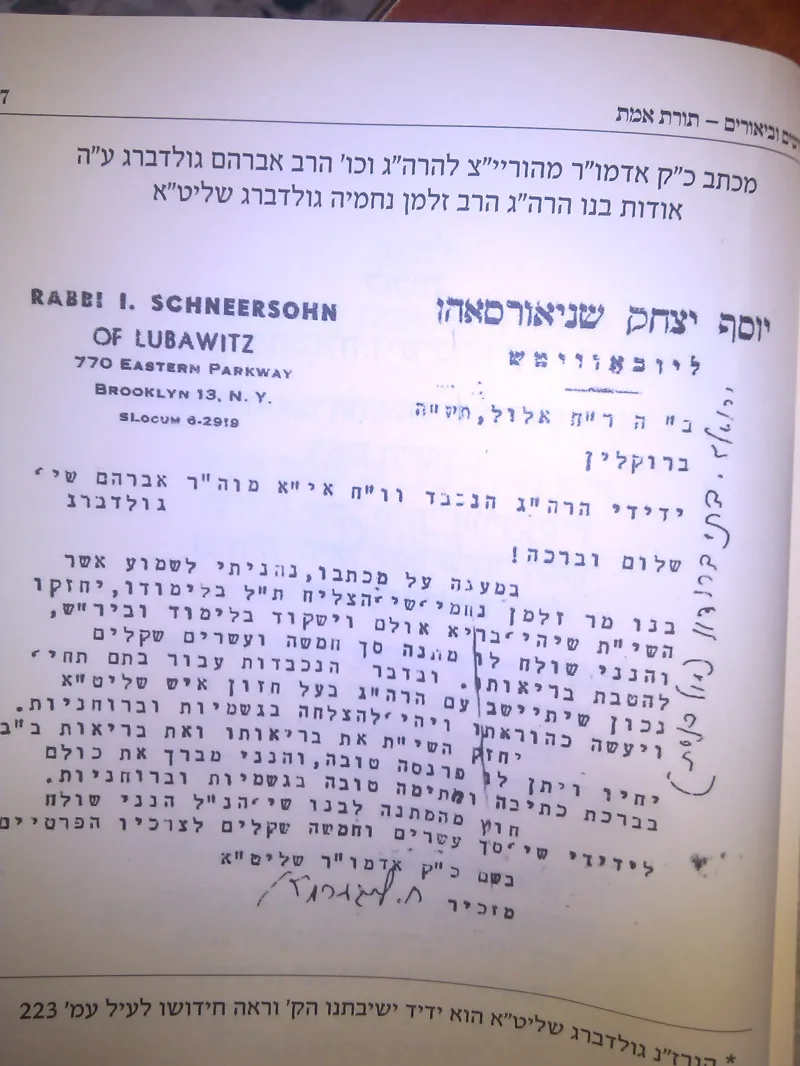 7
וביאורים – תורת אמת
מכתב כ"ק אדמו"ר מהוריי"צ להרה"ג וכו' הרב אברהם גולדברג ע"ה
אודות בנו הרה"ג הרב זלמן נחמיה גולדברג שליט"א
RABBI I. SCHNEERSOHN
OF LUBAWITZ
770 EASTERN PARKWAY
BROOKLYN 13, N. Y.
SLOCUM 6-2919
יוסף יצחק שניאורסאהן
ליובאוויטש
ב"ה ר"ח אלול, תש"ה
ברוקלין
ידידי הרה"ג הנכבד וו"ח אי"א מוה"ר אברהם שי'
גולדברג
שלום וברכה!
במענה על מכתבו, נהניתי לשמוע אשר
בנו מר זלמן נחמי' שי' הצליח ת"ל בלימודו, יחזקו
השי"ת שיהי' בריא אולם וישקוד בלימוד וביר"ש,
והנני שולח לו מתנה סך חמשה ועשרים שקלים
להטבת בריאותו. ובדבר הנכבדות עבור בתם תחי'
נכון שיתיישב עם הרה"ג בעל חזון איש שליט"א
ויעשה כהוראתו ויהי' להצלחה בגשמיות וברוחניות.
יחזק השי"ת את בריאותו ואת בריאות ב"ב
יחיו ויתן לו פרנסה טובה, והנני מברך את כולם
בברכת כתיבה וחתימה טובה בגשמיות וברוחניות.
חוץ מהמתנה לבנו שי' הנ"ל הנני שולח
לידידי שי' סך עשרים וחמשה שקלים לצרכיו הפרטיים
בשם כ"ק אדמו"ר שליט"א
מזכיר
* הגרז"נ גולדברג שליט"א הוא ידיד ישיבתנו הק' וראה חידושו לעיל עמ' 223